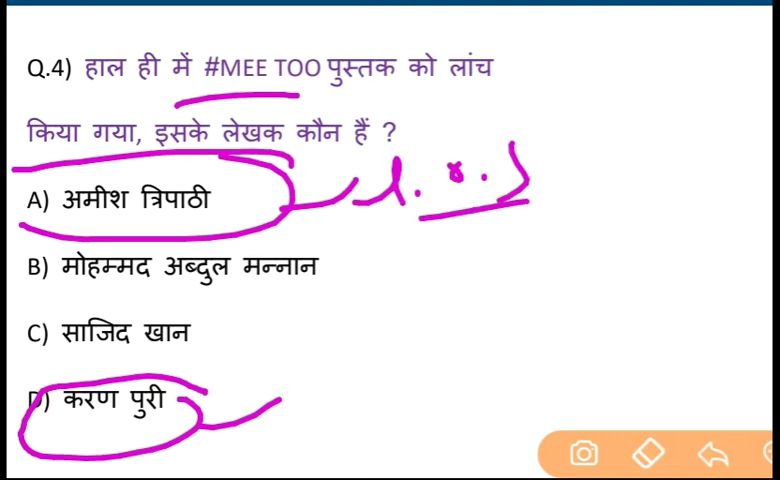 Q.4) हाल ही में #MEE TOO पुस्तक को लांच
किया गया, इसके लेखक कौन हैं ?
A) अमीश त्रिपाठी
B) मोहम्मद अब्दुल मन्नान
C) साजिद खान
D) करण पुरी